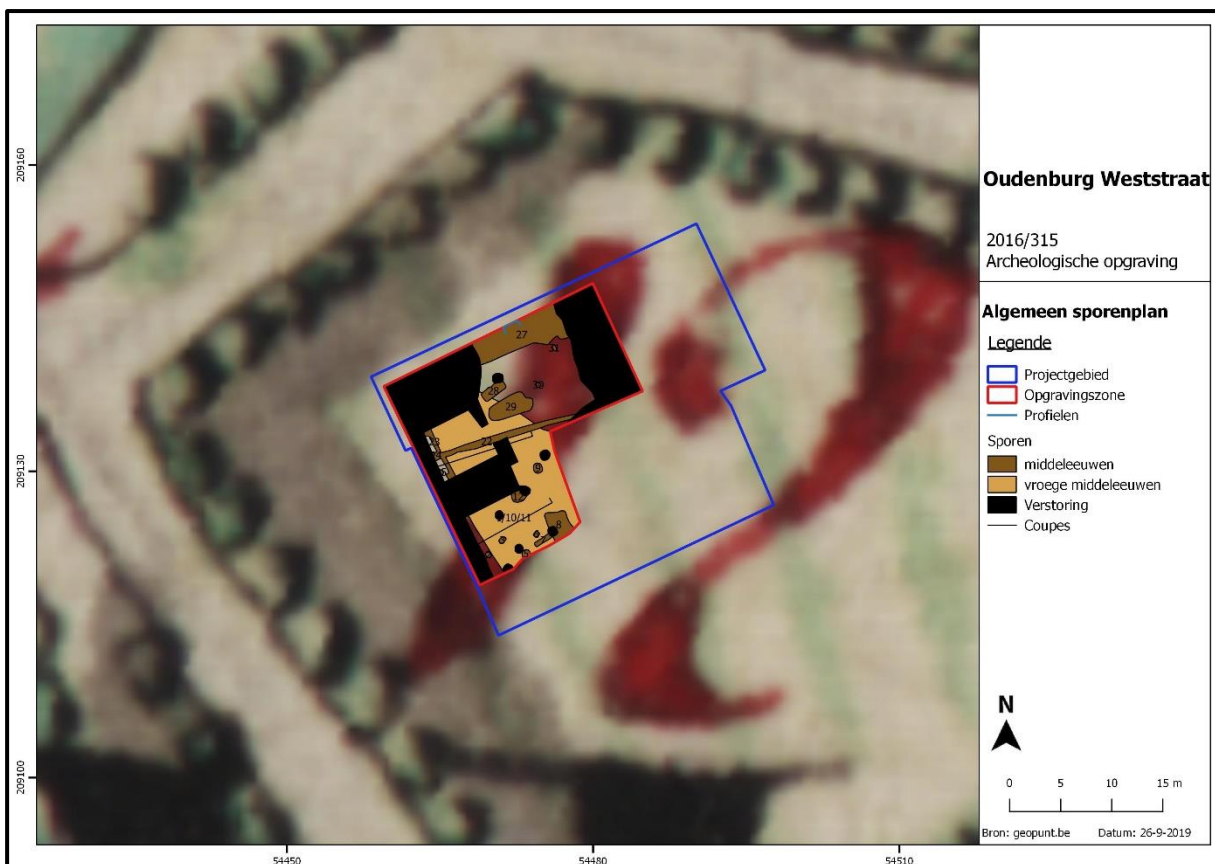 Oudenburg Weststraat
2016/315
Archeologische opgraving
Algemeen sporenplan
Legende
Projectgebied
Opgravingszone
Profielen
Sporen
middeleeuwen
vroege middeleeuwen
Verstoring
Coupes
N
0 5 10 15 m
Bron: geopunt.be Datum: 26-9-2019
209160
209130
209100
54450 54480 54510
27
31
30
28
29
22
9
/10/11
8